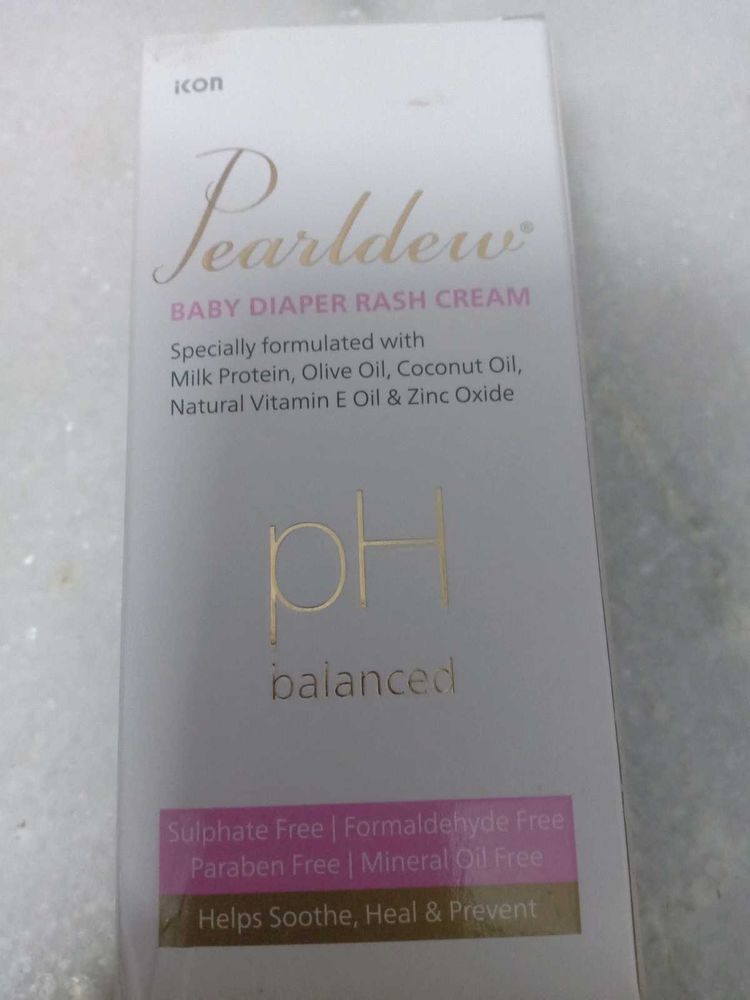 icon
Pearldew®
BABY DIAPER RASH CREAM
Specially formulated with
Milk Protein, Olive Oil, Coconut Oil,
Natural Vitamin E Oil & Zinc Oxide
pH
balanced
Sulphate Free | Formaldehyde Free
Paraben Free | Mineral Oil Free
Helps Soothe, Heal & Prevent